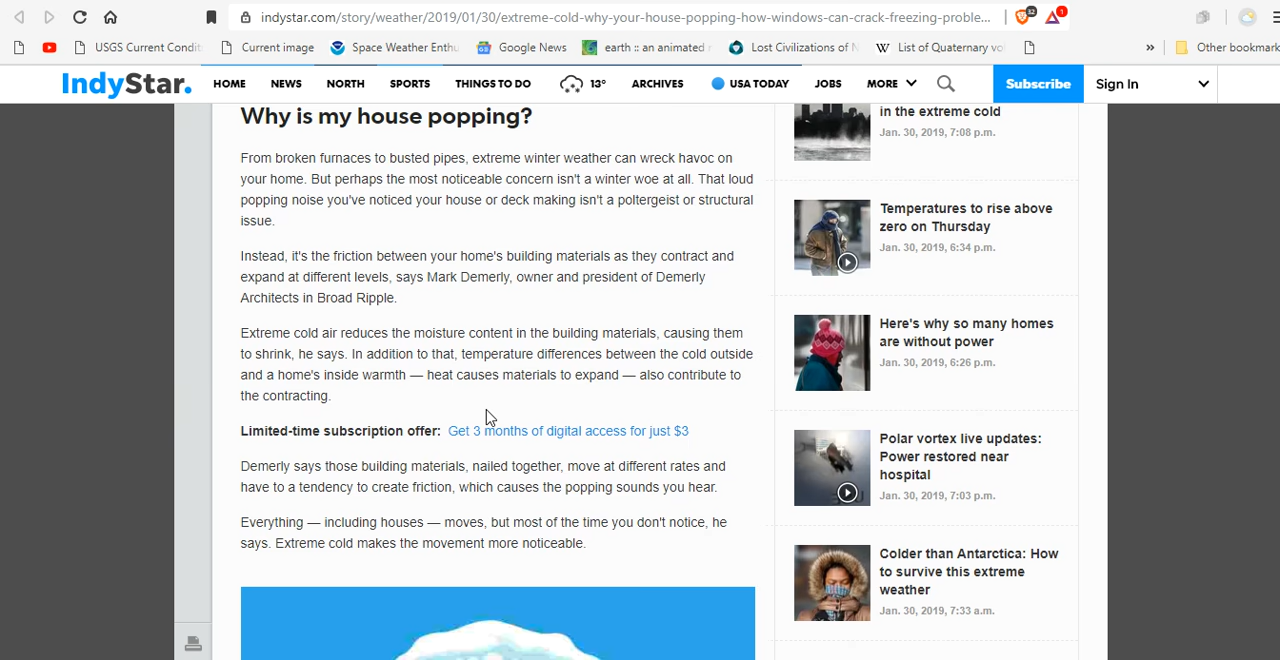 indystar.com/story/weather/2019/01/30/extreme-cold-why-your-house-popping-how-windows-can-crack-freezing-proble...
32
1
USGS Current Condit
Current image
Space Weather Enthu
Google News
earth :: an animated
Lost Civilizations of N
List of Quaternary vo
»
Other bookmark
IndyStar.
HOME
NEWS
NORTH
SPORTS
THINGS TO DO
13°
ARCHIVES
USA TODAY
JOBS
MORE
Subscribe
Sign In
Why is my house popping?
From broken furnaces to busted pipes, extreme winter weather can wreck havoc on
your home. But perhaps the most noticeable concern isn't a winter woe at all. That loud
popping noise you've noticed your house or deck making isn't a poltergeist or structural
issue.
Instead, it's the friction between your home's building materials as they contract and
expand at different levels, says Mark Demerly, owner and president of Demerly
Architects in Broad Ripple.
Extreme cold air reduces the moisture content in the building materials, causing them
to shrink, he says. In addition to that, temperature differences between the cold outside
and a home's inside warmth — heat causes materials to expand — also contribute to
the contracting.
Limited-time subscription offer: Get 3 months of digital access for just $3
Demerly says those building materials, nailed together, move at different rates and
have to a tendency to create friction, which causes the popping sounds you hear.
Everything — including houses — moves, but most of the time you don't notice, he
says. Extreme cold makes the movement more noticeable.
in the extreme cold
Jan. 30, 2019, 7:08 p.m.
Temperatures to rise above
zero on Thursday
Jan. 30, 2019, 6:34 p.m.
Here's why so many homes
are without power
Jan. 30, 2019, 6:26 p.m.
Polar vortex live updates:
Power restored near
hospital
Jan. 30, 2019, 7:03 p.m.
Colder than Antarctica: How
to survive this extreme
weather
Jan. 30, 2019, 7:33 a.m.